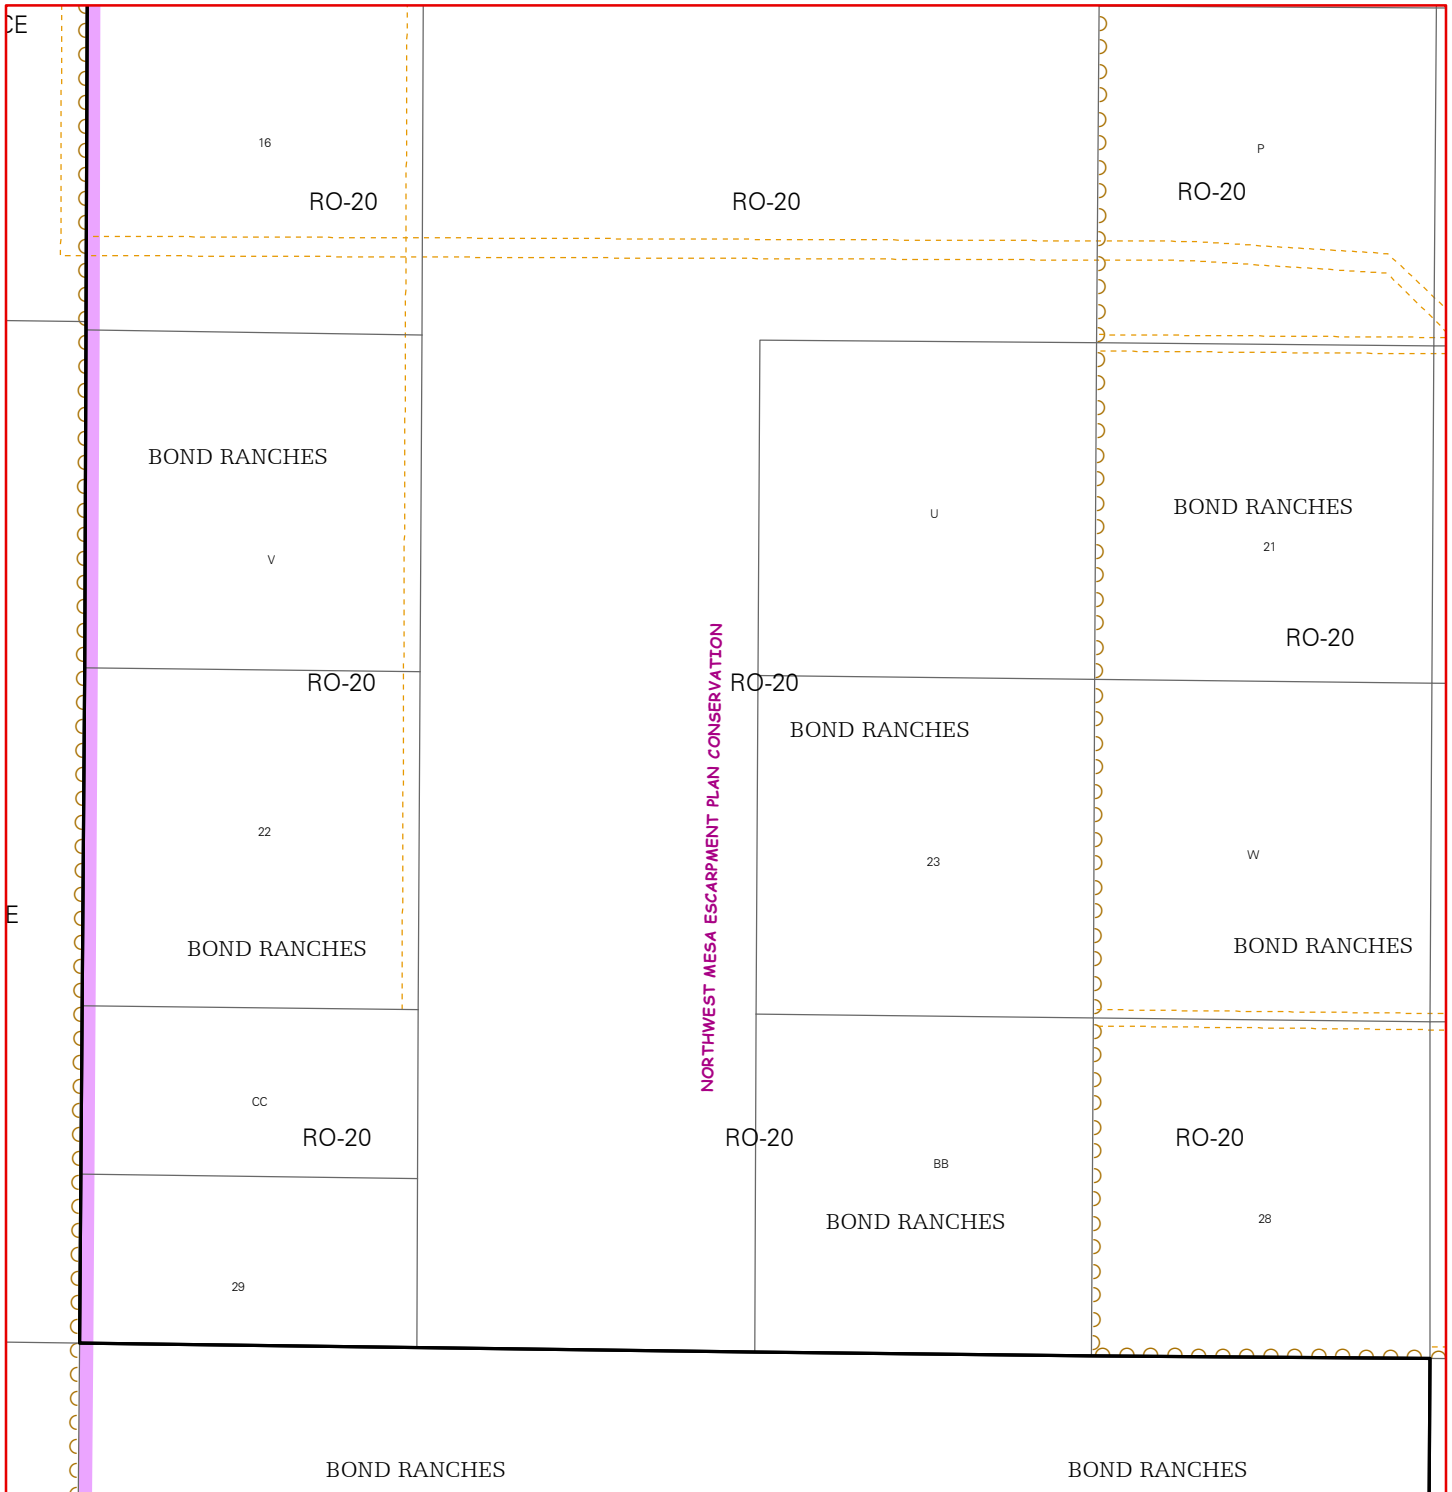 CE
16
P
RO-20
RO-20
RO-20
BOND RANCHES
BOND RANCHES
U
21
V
RO-20
RO-20
RO-20
NORTHWEST MESA ESCARPMENT PLAN CONSERVATION
BOND RANCHES
22
23
W
E
BOND RANCHES
BOND RANCHES
CC
RO-20
RO-20
RO-20
BB
BOND RANCHES
28
29
BOND RANCHES
BOND RANCHES